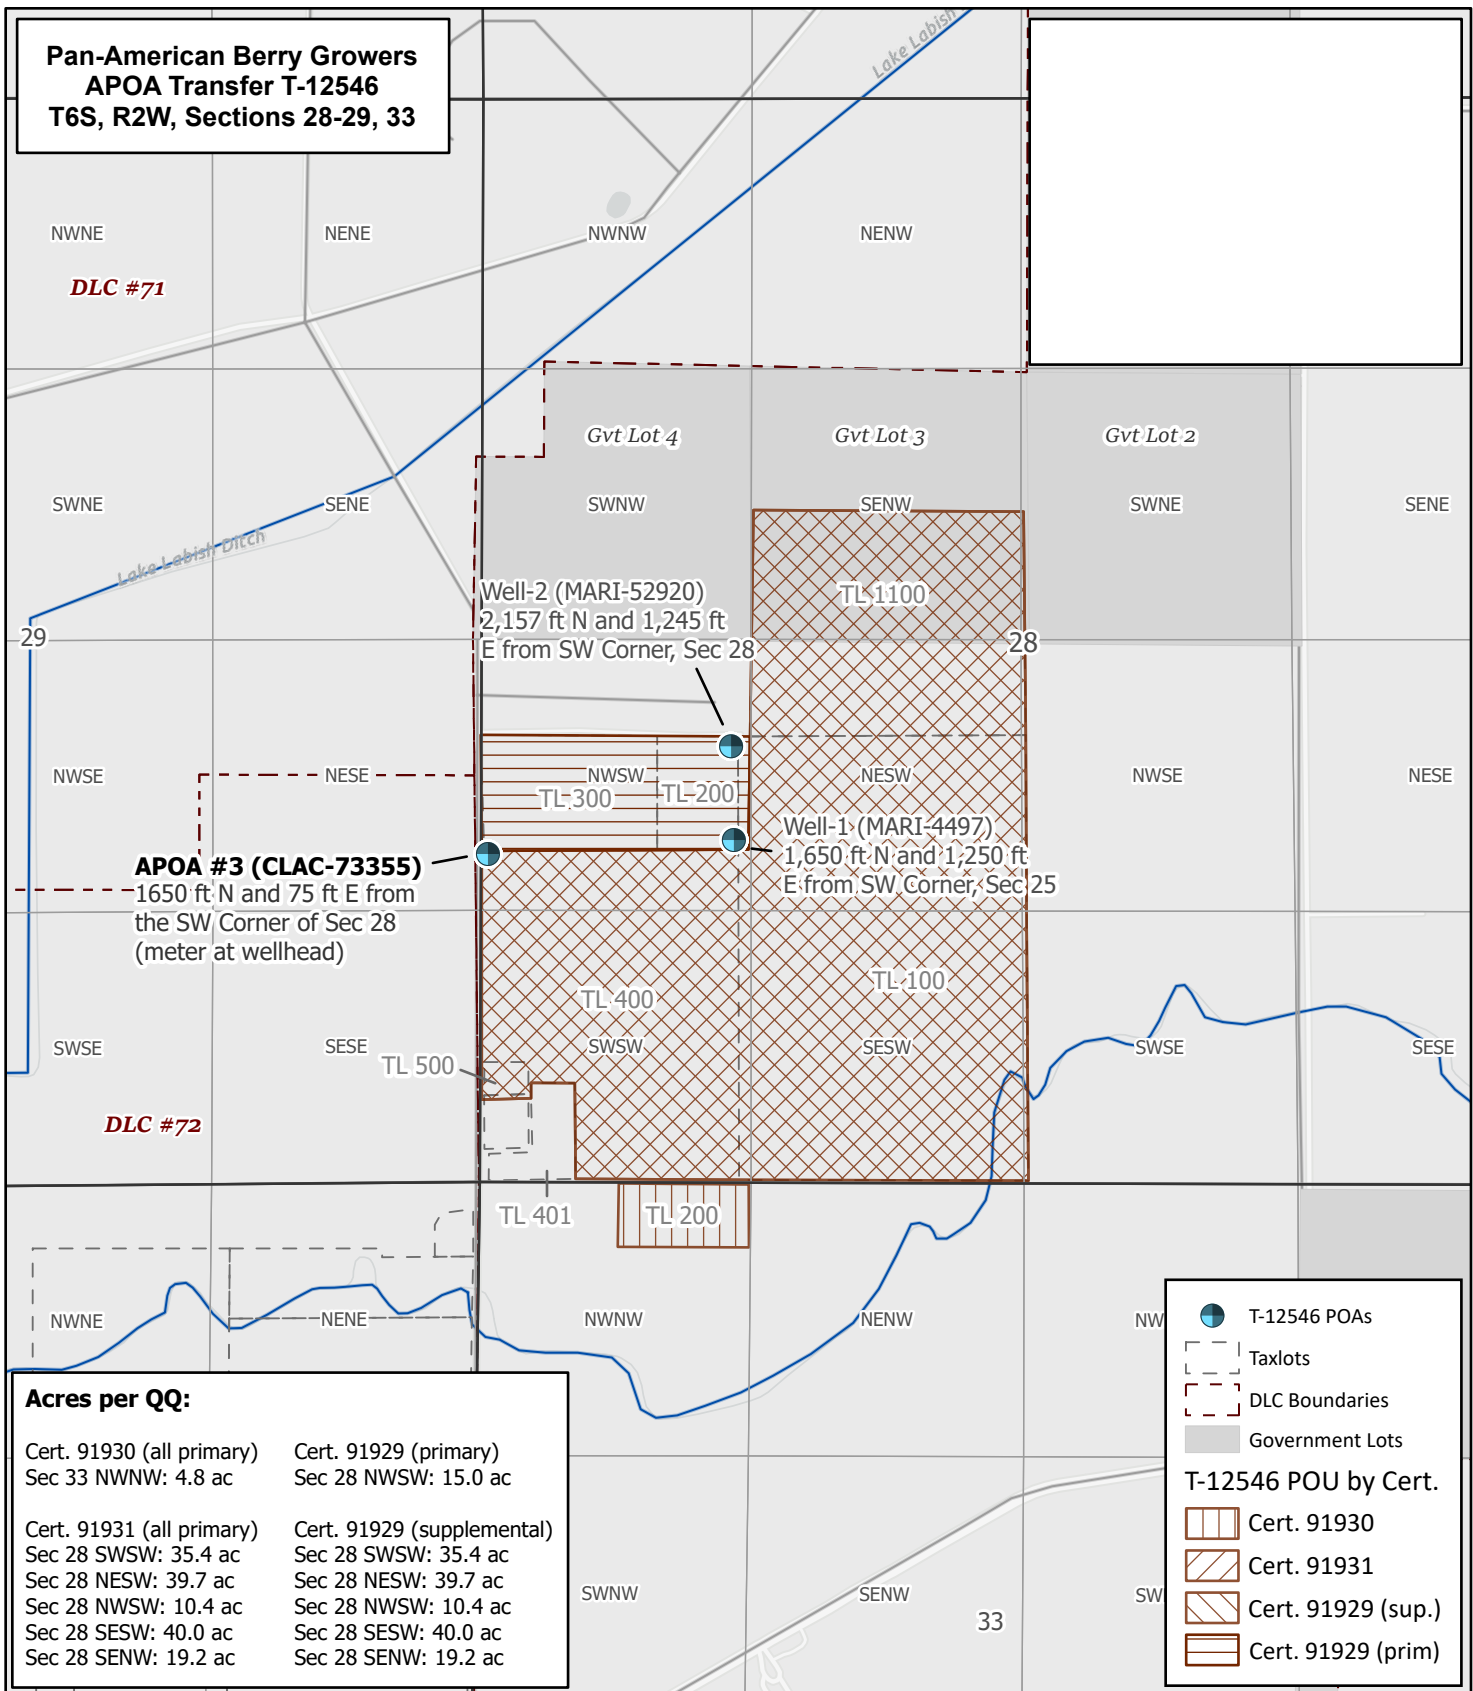 Pan-American Berry Growers
APOA Transfer T-12546
T6S, R2W, Sections 28-29, 33
Lake Labish
NWNE
NENE
NWNW
NENW
DLC #71
Gvt Lot 4
Gvt Lot 3
Gvt Lot 2
SWNE
SENE
SWNW
SENW
SWNE
SENE
Lake Labish Ditch
Well-2 (MARI-52920)
2,157 ft N and 1,245 ft
E from SW Corner, Sec 28
TL 1100
29
28
NWSE
NESE
NWSW
NESW
NWSE
NESE
TL 300
TL 200
Well-1 (MARI-4497)
1,650 ft N and 1,250 ft
E from SW Corner, Sec 25
APOA #3 (CLAC-73355)
1650 ft N and 75 ft E from
the SW Corner of Sec 28
(meter at wellhead)
TL 400
TL 100
SWSE
SESE
SWSW
SESW
SWSE
SESE
TL 500
DLC #72
TL 401
TL 200
NWNE
NENE
NWNW
NENW
NW
SWNW
SENW
SW
33
Acres per QQ:
Cert. 91930 (all primary)
Sec 33 NWNW: 4.8 ac
Cert. 91929 (primary)
Sec 28 NWSW: 15.0 ac
Cert. 91931 (all primary)
Sec 28 SWSW: 35.4 ac
Sec 28 NESW: 39.7 ac
Sec 28 NWSW: 10.4 ac
Sec 28 SESW: 40.0 ac
Sec 28 SENW: 19.2 ac
Cert. 91929 (supplemental)
Sec 28 SWSW: 35.4 ac
Sec 28 NESW: 39.7 ac
Sec 28 NWSW: 10.4 ac
Sec 28 SESW: 40.0 ac
Sec 28 SENW: 19.2 ac
T-12546 POAs
Taxlots
DLC Boundaries
Government Lots
T-12546 POU by Cert.
Cert. 91930
Cert. 91931
Cert. 91929 (sup.)
Cert. 91929 (prim)